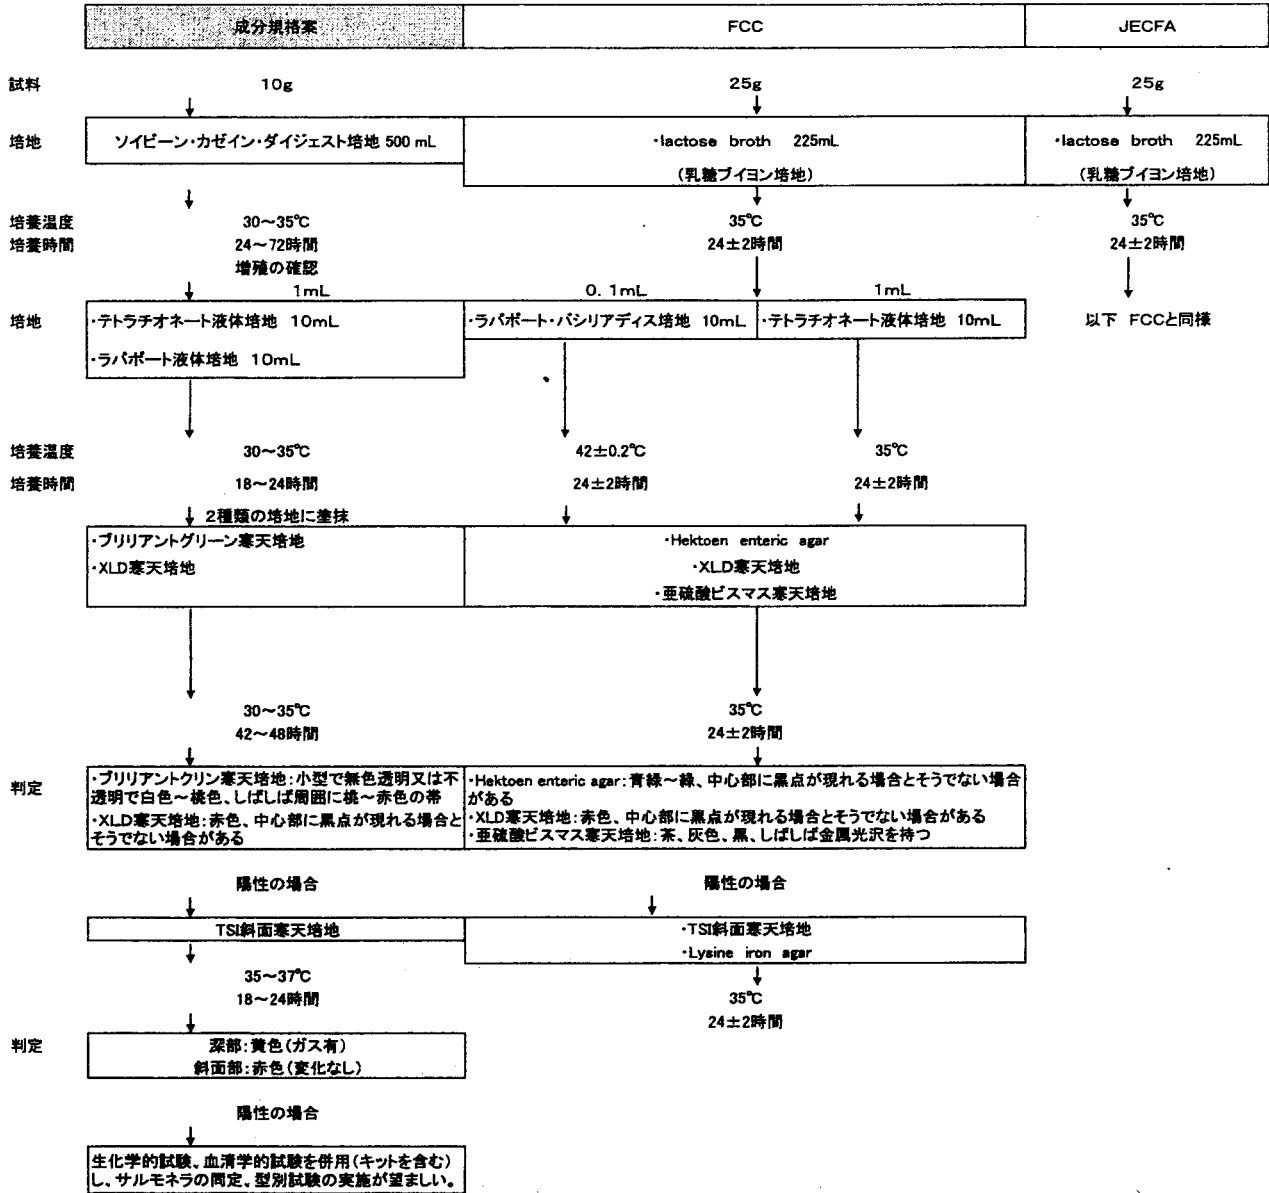 成分規格案 FCC JECFA
試料 10g 25g 25g
培地 ソイビーン・カゼイン・ダイジェスト培地 500 mL ・lactose broth 225mL ・lactose broth 225mL
(乳糖ブイヨン培地) (乳糖ブイヨン培地)
培養温度 30~35℃ 35℃ 35℃
培養時間 24~72時間 24±2時間 24±2時間
増殖の確認
1mL 0.1mL 1mL
培地 ・テトラチオネート液体培地 10mL ・ラパポート・バシリアディス培地 10mL ・テトラチオネート液体培地 10mL 以下 FCCと同様
・ラパポート液体培地 10mL
培養温度 30~35℃ 42±0.2℃ 35℃
培養時間 18~24時間 24±2時間 24±2時間
2種類の培地に塗抹
・ブリリアントグリーン寒天培地 ・Hektoen enteric agar
・XLD寒天培地 ・XLD寒天培地
・亜硫酸ビスマス寒天培地
30~35℃ 35℃
42~48時間 24±2時間
判定 ・ブリリアントクリン寒天培地:小型で無色透明又は不 ・Hektoen enteric agar:青緑~緑、中心部に黒点が現れる場合とそうでない場合
透明で白色~桃色、しばしば周囲に桃~赤色の帯 がある
・XLD寒天培地:赤色、中心部に黒点が現れる場合と ・XLD寒天培地:赤色、中心部に黒点が現れる場合とそうでない場合がある
そうでない場合がある ・亜硫酸ビスマス寒天培地:茶、灰色、黒、しばしば金属光沢を持つ
陽性の場合 陽性の場合
TSI斜面寒天培地 ・TSI斜面寒天培地
・Lysine iron agar
35~37℃ 35℃
18~24時間 24±2時間
判定 深部:黄色(ガス有)
斜面部:赤色(変化なし)
陽性の場合
生化学的試験、血清学的試験を併用(キットを含む)
し、サルモネラの同定、型別試験の実施が望ましい。